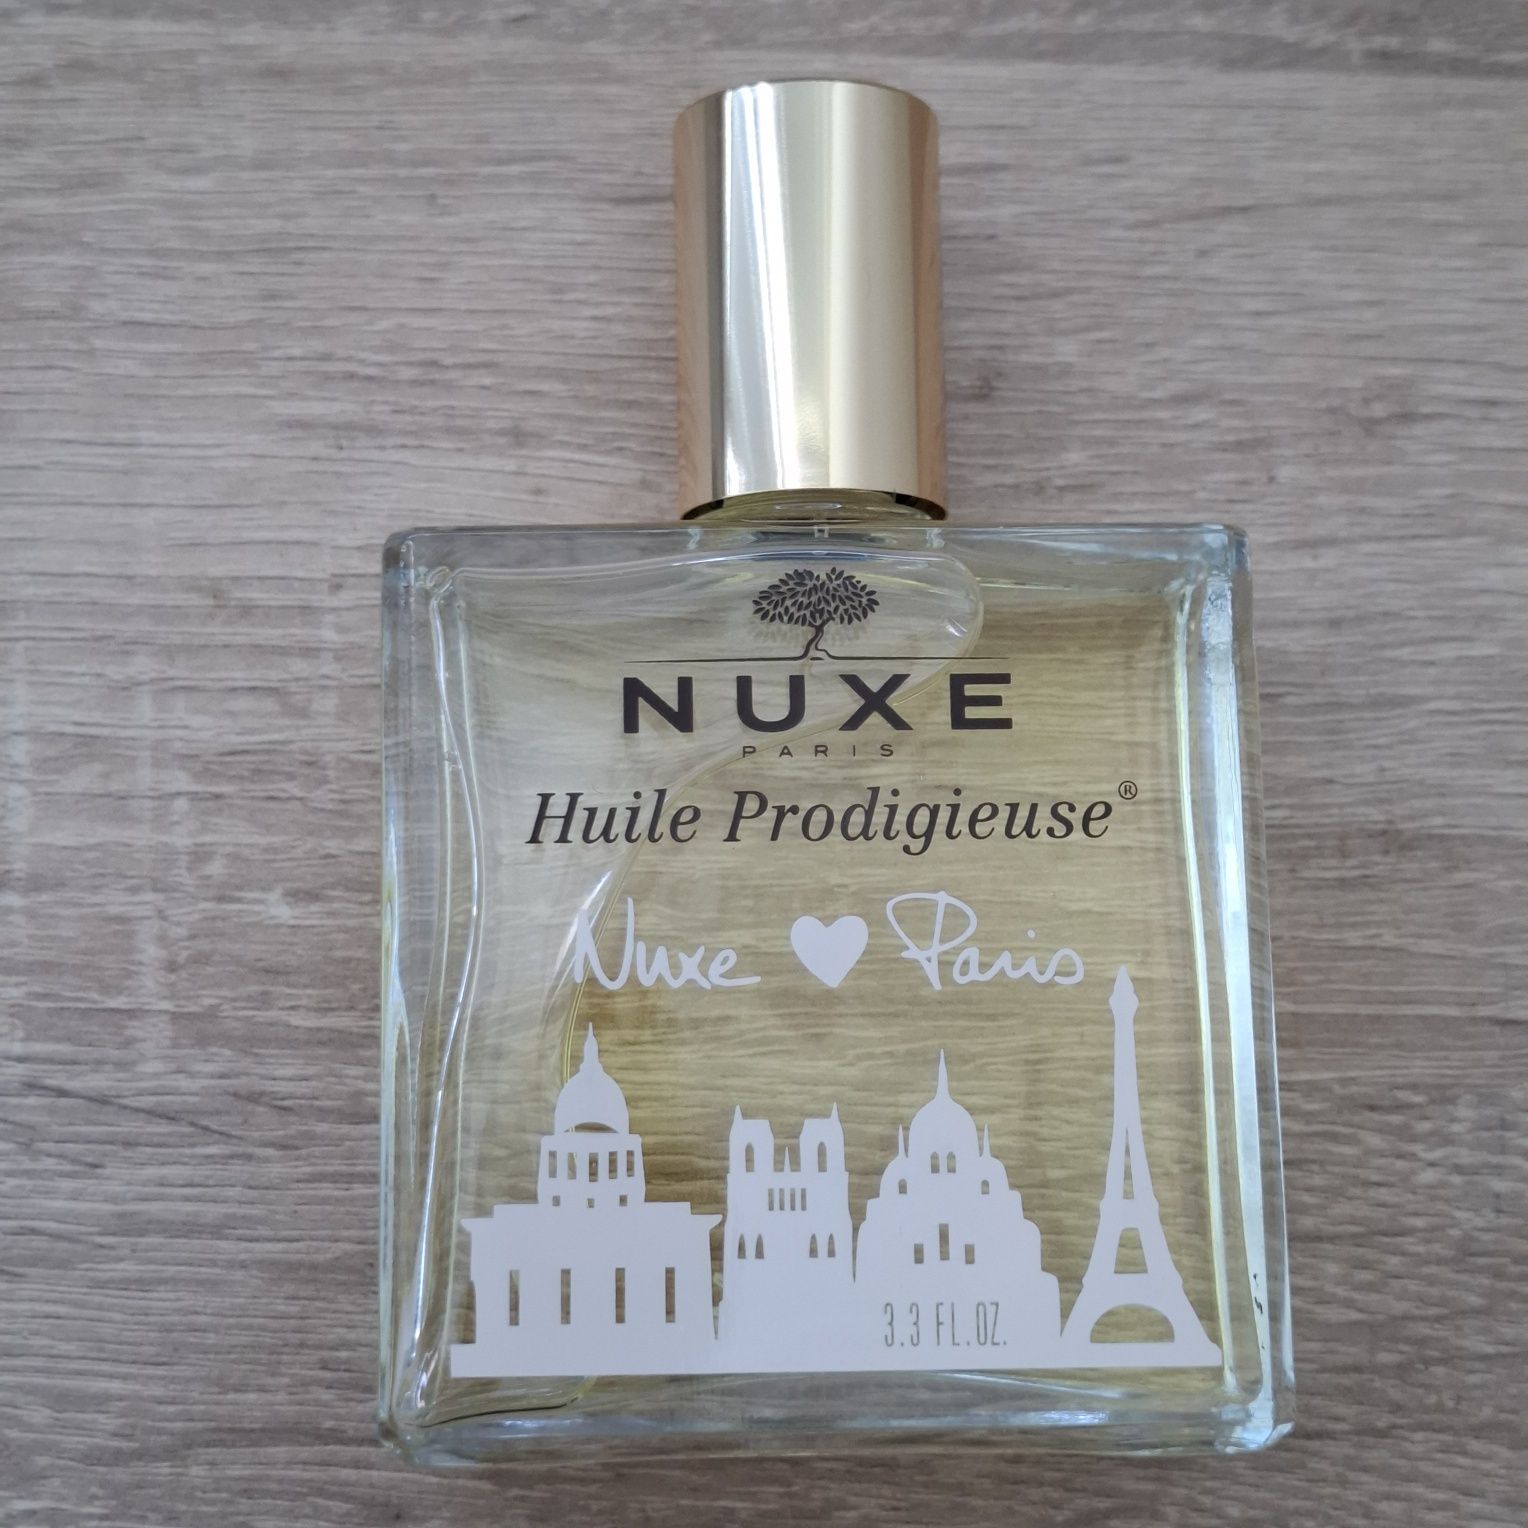 NUXE
PARIS
Huile Prodigieuse®
Nuxe ♥ Paris
3.3 FL.OZ.